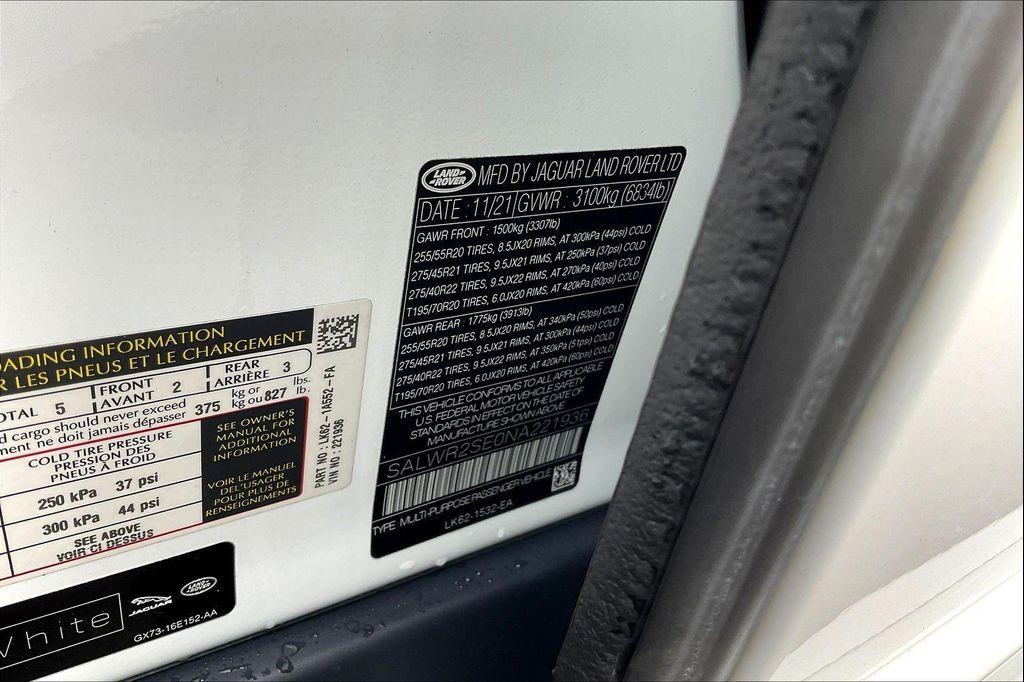 LAND ROVER
MFD BY JAGUAR LAND ROVER LTD
DATE : 11/21 GVWR : 3100kg (6834lb)
GAWR FRONT : 1500kg (3307lb)
255/55R20 TIRES, 8.5JX20 RIMS, AT 300kPa (44psi) COLD
275/45R21 TIRES, 9.5JX21 RIMS, AT 250kPa (37psi) COLD
275/40R22 TIRES, 9.5JX22 RIMS, AT 270kPa (40psi) COLD
T195/70R20 TIRES, 6.0JX20 RIMS, AT 420kPa (60psi) COLD
GAWR REAR : 1775kg (3913lb)
255/55R20 TIRES, 8.5JX20 RIMS, AT 340kPa (50psi) COLD
275/45R21 TIRES, 9.5JX21 RIMS, AT 300kPa (44psi) COLD
275/40R22 TIRES, 9.5JX22 RIMS, AT 350kPa (51psi) COLD
T195/70R20 TIRES, 6.0JX20 RIMS, AT 420kPa (60psi) COLD
THIS VEHICLE CONFORMS TO ALL APPLICABLE
U.S. FEDERAL MOTOR VEHICLE SAFETY
STANDARDS IN EFFECT ON THE DATE OF
MANUFACTURE SHOWN ABOVE
SALWR2SE0NA221936
TYPE MULTI-PURPOSE PASSENGER VEHICLE
LK62-1532-EA
OADING INFORMATION
R LES PNEUS ET LE CHARGEMENT
OTAL 5 FRONT AVANT 2 REAR ARRIÈRE 3
d cargo should never exceed 375 kg or 827 lbs.
ment ne doit jamais dépasser kg ou lb.
COLD TIRE PRESSURE
PRESSION DES
PNEUS À FROID
250 kPa 37 psi
300 kPa 44 psi
SEE ABOVE
VOIR CI DESSUS
SEE OWNER'S
MANUAL FOR
ADDITIONAL
INFORMATION
VOIR LE MANUEL
DE L'USAGER
POUR PLUS DE
RENSEIGNEMENTS
PART NO : LK62-1A552-FA
VIN NO : 221936
White
JAGUAR
LAND ROVER
GX73-16E152-AA